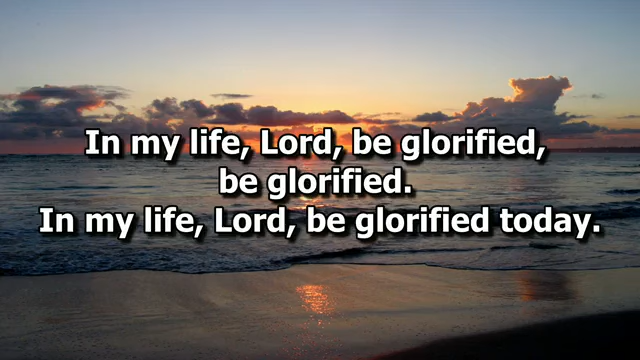 In my life, Lord, be glorified,
be glorified.
In my life, Lord, be glorified today.